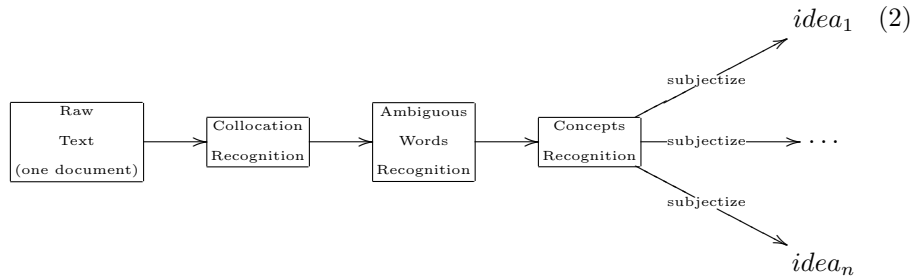 idea₁ (2)
subjectize
Raw
Text
(one document)
Collocation
Recognition
Ambiguous
Words
Recognition
Concepts
Recognition
subjectize
...
subjectize
ideaₙ